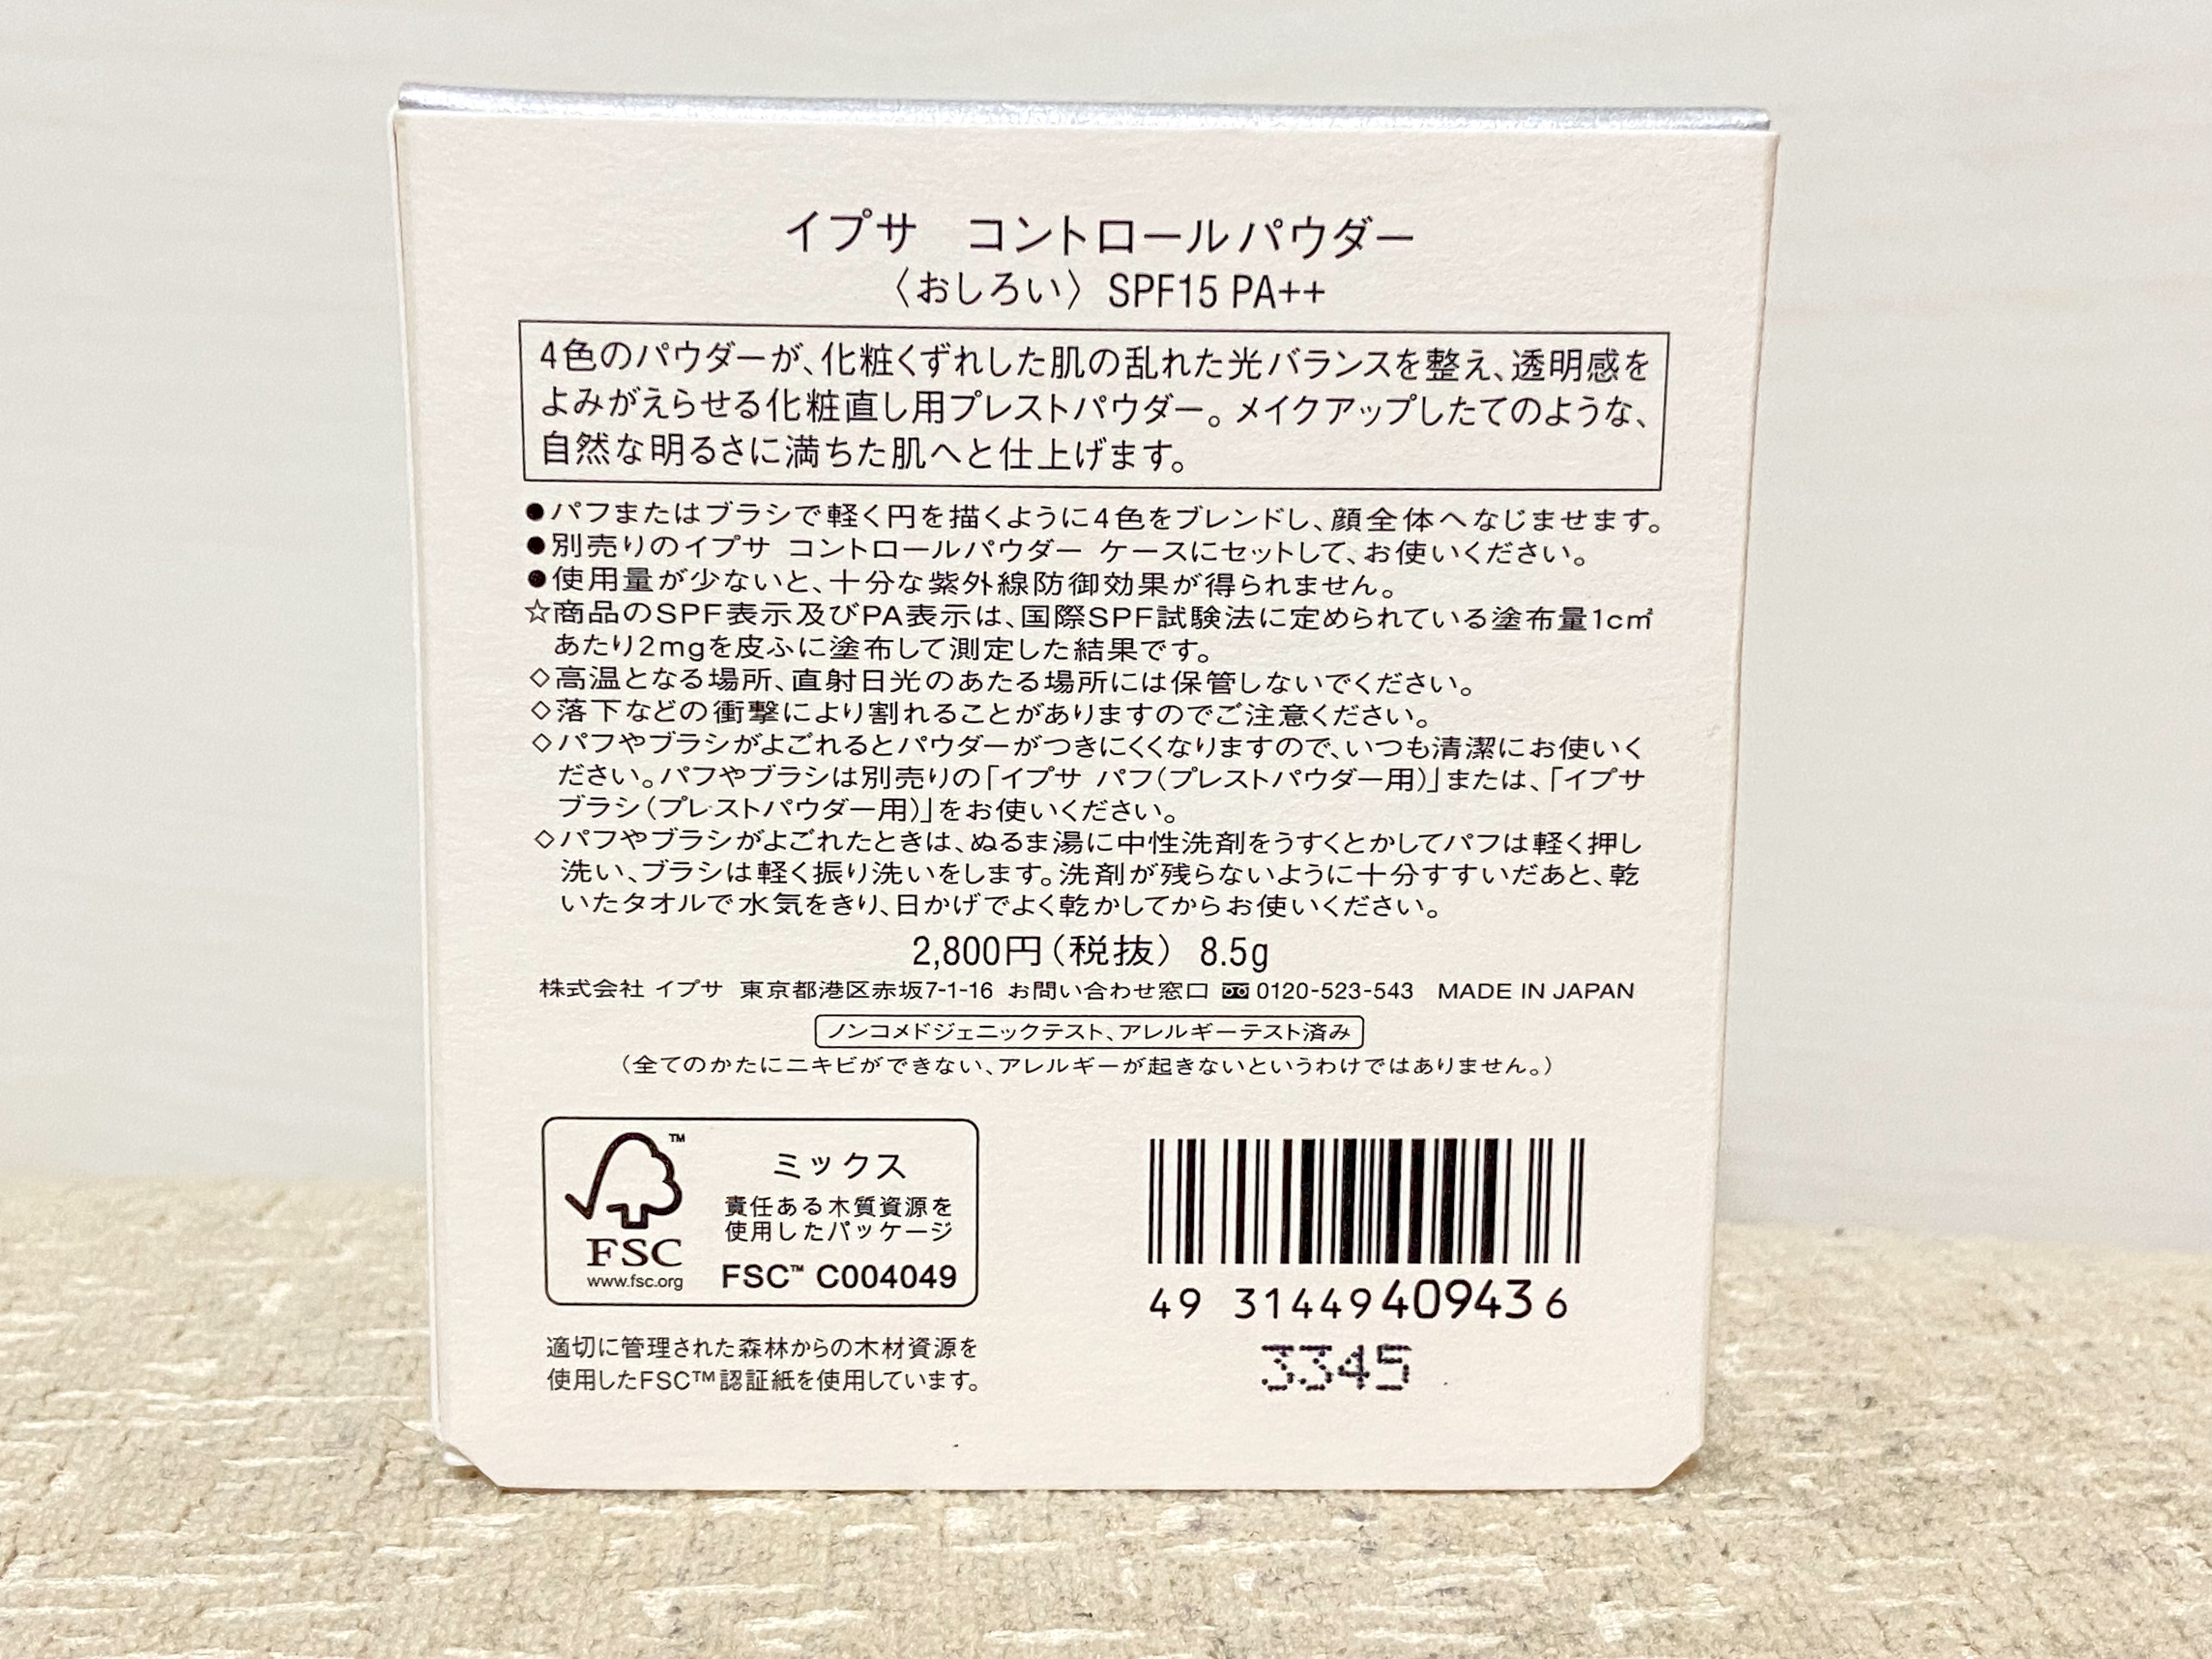 イプサ　コントロールパウダー
〈おしろい〉 SPF15 PA++
4色のパウダーが、化粧くずれした肌の乱れた光バランスを整え、透明感を
よみがえらせる化粧直し用プレストパウダー。メイクアップしたてのような、
自然な明るさに満ちた肌へと仕上げます。
●パフまたはブラシで軽く円を描くように4色をブレンドし、顔全体へなじませます。
●別売りのイプサ コントロールパウダー ケースにセットして、お使いください。
●使用量が少ないと、十分な紫外線防御効果が得られません。
☆商品のSPF表示及びPA表示は、国際SPF試験法に定められている塗布量1c㎡
あたり2mgを皮ふに塗布して測定した結果です。
◇高温となる場所、直射日光のあたる場所には保管しないでください。
◇落下などの衝撃により割れることがありますのでご注意ください。
◇パフやブラシがよごれるとパウダーがつきにくくなりますので、いつも清潔にお使いく
ださい。パフやブラシは別売りの「イプサ パフ(プレストパウダー用)」または、「イプサ
ブラシ(プレストパウダー用)」をお使いください。
◇パフやブラシがよごれたときは、ぬるま湯に中性洗剤をうすくとかしてパフは軽く押し
洗い、ブラシは軽く振り洗いをします。洗剤が残らないように十分すすいだあと、乾
いたタオルで水気をきり、日かげでよく乾かしてからお使いください。
2,800円(税抜) 8.5g
株式会社 イプサ 東京都港区赤坂7-1-16 お問い合わせ窓口 0120-523-543 MADE IN JAPAN
ノンコメドジェニックテスト、アレルギーテスト済み
(全てのかたにニキビができない、アレルギーが起きないというわけではありません。)
™
ミックス
責任ある木質資源を
使用したパッケージ
FSC
www.fsc.org
FSC™ C004049
適切に管理された森林からの木材資源を
使用したFSC™認証紙を使用しています。
49 31449409436
3345